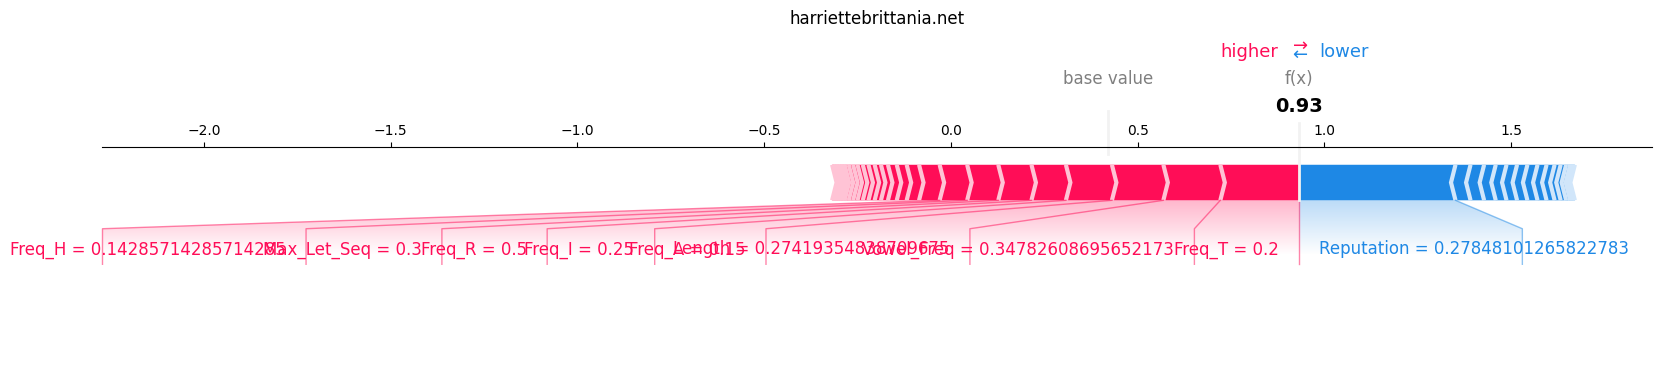 harriettebrittania.net
higher → ← lower
base value f(x)
0.93
−2.0 −1.5 −1.0 −0.5 0.0 0.5 1.0 1.5
Freq_H = 0.14285714285714285 Max_Let_Seq = 0.3 Freq_R = 0.5 Freq_I = 0.25 Freq_A = 0.15 Length = 0.27419354838709675 Vowel_Freq = 0.34782608695652173 Freq_T = 0.2 Reputation = 0.27848101265822783